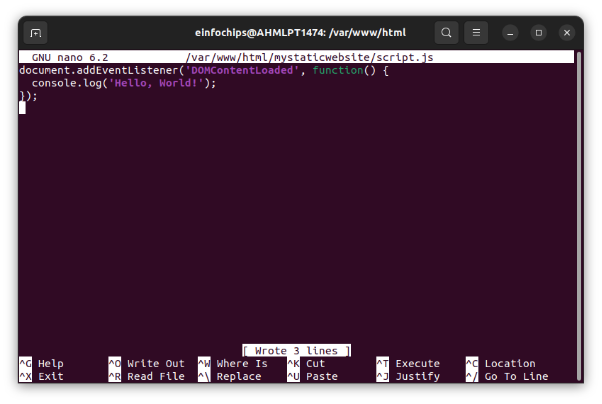 einfochips@AHMLPT1474: /var/www/html
GNU nano 6.2 /var/www/html/mystaticwebsite/script.js
document.addEventListener('DOMContentLoaded', function() {
  console.log('Hello, World!');
});
[ Wrote 3 lines ]
^G Help ^O Write Out ^W Where Is ^K Cut ^T Execute ^C Location
^X Exit ^R Read File ^\ Replace ^U Paste ^J Justify ^/ Go To Line